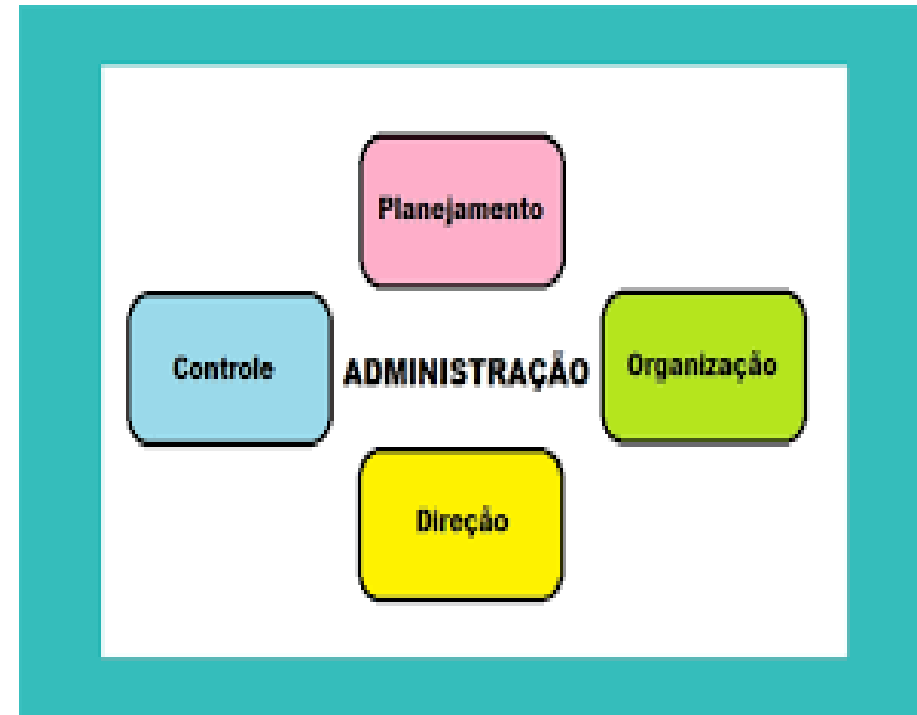 Planejamento
Controle
ADMINISTRAÇÃO
Organização
Direção